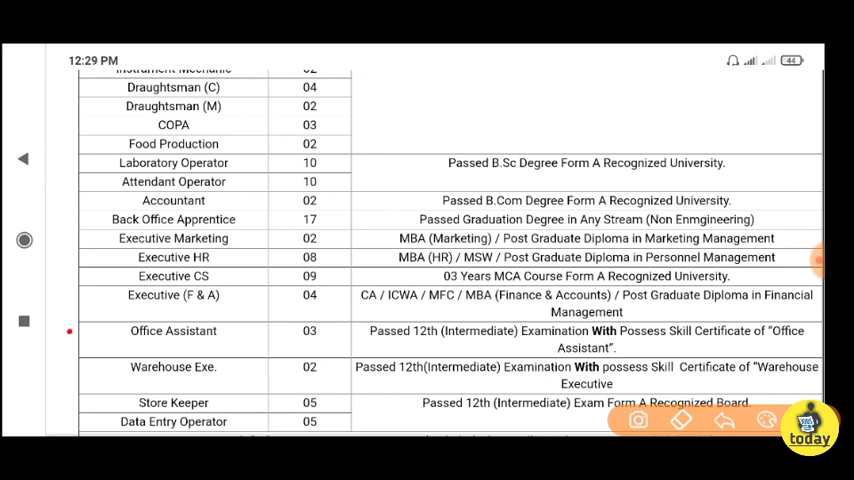 12:29 PM
44
Instrument Mechanic 02
Draughtsman (C) 04
Draughtsman (M) 02
COPA 03
Food Production 02
Laboratory Operator 10 Passed B.Sc Degree Form A Recognized University.
Attendant Operator 10
Accountant 02 Passed B.Com Degree Form A Recognized University.
Back Office Apprentice 17 Passed Graduation Degree in Any Stream (Non Enmgineering)
Executive Marketing 02 MBA (Marketing) / Post Graduate Diploma in Marketing Management
Executive HR 08 MBA (HR) / MSW / Post Graduate Diploma in Personnel Management
Executive CS 09 03 Years MCA Course Form A Recognized University.
Executive (F & A) 04 CA / ICWA / MFC / MBA (Finance & Accounts) / Post Graduate Diploma in Financial
Management
Office Assistant 03 Passed 12th (Intermediate) Examination With Possess Skill Certificate of “Office
Assistant”.
Warehouse Exe. 02 Passed 12th(Intermediate) Examination With possess Skill Certificate of “Warehouse
Executive
Store Keeper 05 Passed 12th (Intermediate) Exam Form A Recognized Board.
Data Entry Operator 05
today